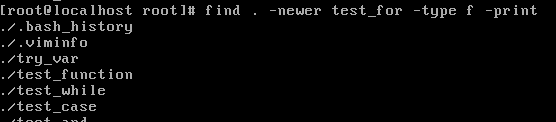 [root@localhost root]# find . -newer test_for -type f -print
./.bash_history
./.viminfo
./try_var
./test_function
./test_while
./test_case